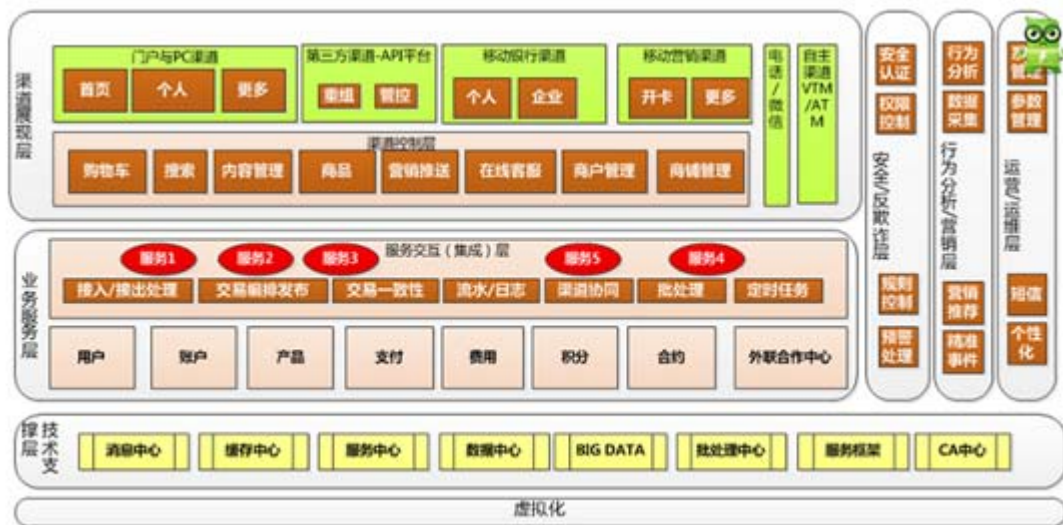 渠道展现层
门户与PC渠道
首页
个人
更多
第三方渠道-API平台
重组
管控
移动银行渠道
个人
企业
移动营销渠道
开卡
更多
电话/微信
自主渠道VTM/ATM
渠道控制层
购物车
搜索
内容管理
商品
营销推送
在线客服
商户管理
商铺管理
业务服务层
服务交互（集成）层
服务1
服务2
服务3
服务5
服务4
接入/接出处理
交易编排发布
交易一致性
流水/日志
渠道协同
批处理
定时任务
用户
账户
产品
支付
费用
积分
合约
外联合作中心
安全认证
权限控制
安全/反欺诈层
规则控制
预警处理
行为分析
数据采集
行为分析/营销层
营销推荐
精准事件
管理
参数管理
运营/运维层
短信
个性化
技术支撑层
消息中心
缓存中心
服务中心
数据中心
BIG DATA
批处理中心
服务框架
CA中心
虚拟化